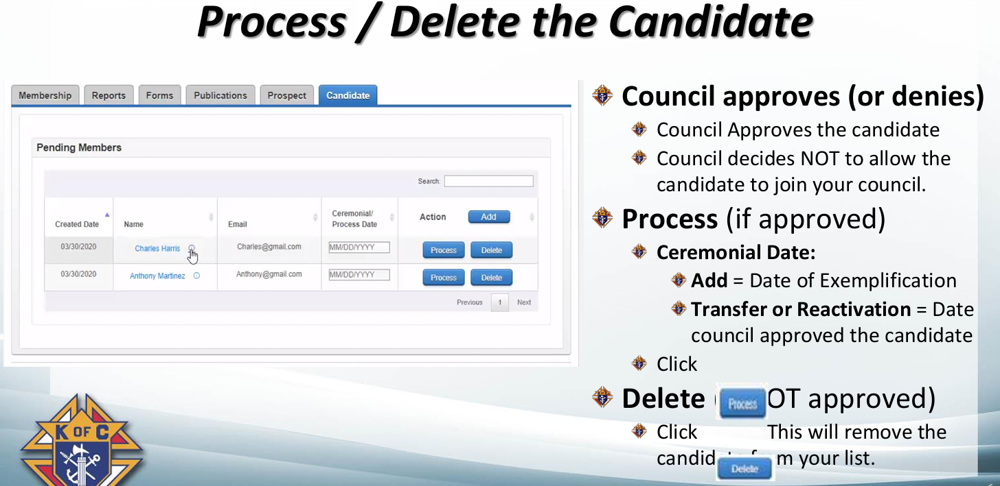 Process / Delete the Candidate
Membership Reports Forms Publications Prospect Candidate
Pending Members
Search:
Created Date Name Email Ceremonial/ Process Date Action Add
03/30/2020 Charles Harris Charles@gmail.com MM/DD/YYYY Process Delete
03/30/2020 Anthony Martinez Anthony@gmail.com MM/DD/YYYY Process Delete
Previous 1 Next
Council approves (or denies)
Council Approves the candidate
Council decides NOT to allow the
candidate to join your council.
Process (if approved)
Ceremonial Date:
Add = Date of Exemplification
Transfer or Reactivation = Date
council approved the candidate
Click
Delete ( Process OT approved)
Click This will remove the
candid m your list.
Delete
K OF C